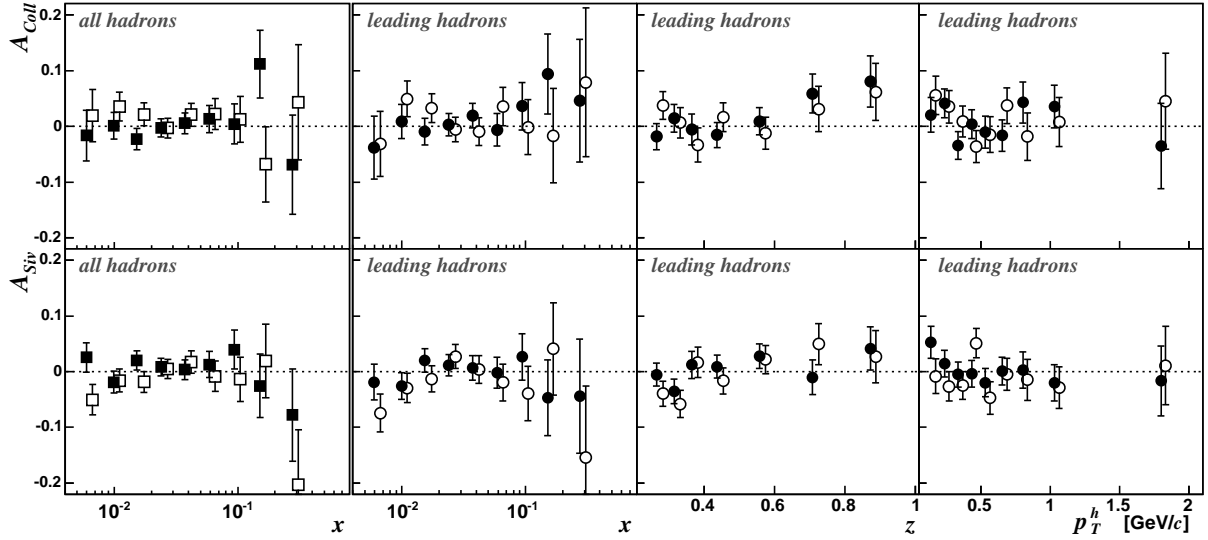 A_Coll
0.2
0.1
0
-0.1
-0.2
all hadrons
leading hadrons
leading hadrons
leading hadrons
A_Siv
0.2
0.1
0
-0.1
-0.2
all hadrons
leading hadrons
leading hadrons
leading hadrons
10^-2 10^-1
x
10^-2 10^-1
x
0.4 0.6 0.8 1
z
0 0.5 1 1.5 2
p_T^h [GeV/c]